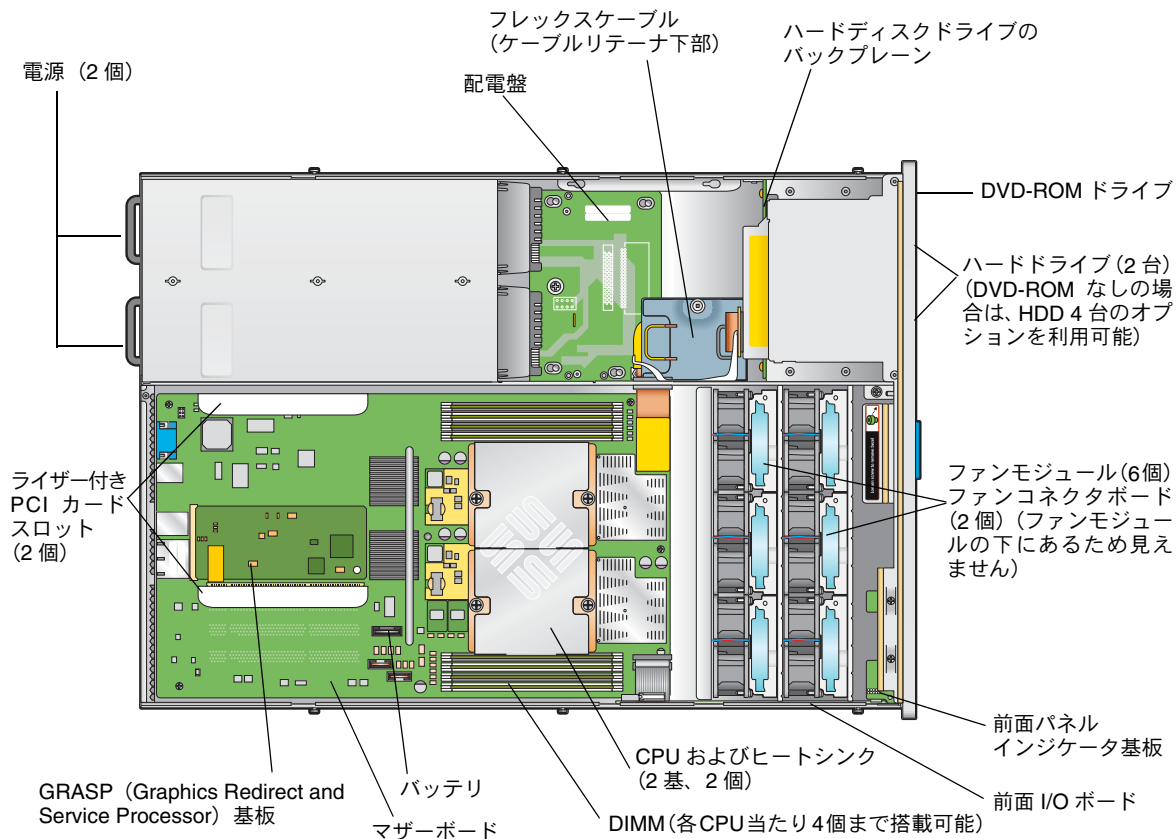 フレックスケーブル
(ケーブルリテーナ下部)
ハードディスクドライブの
バックプレーン
電源 (2 個)
配電盤
DVD-ROM ドライブ
ハードドライブ (2 台)
(DVD-ROM なしの場
合は、HDD 4 台のオプ
ションを利用可能)
ライザー付き
PCI カード
スロット
(2 個)
ファンモジュール (6個)
ファンコネクタボード
(2 個) (ファンモジュー
ルの下にあるため見え
ません)
前面パネル
インジケータ基板
CPU およびヒートシンク
(2 基、2 個)
GRASP (Graphics Redirect and
Service Processor) 基板
バッテリ
前面 I/O ボード
マザーボード
DIMM (各CPU当たり4個まで搭載可能)